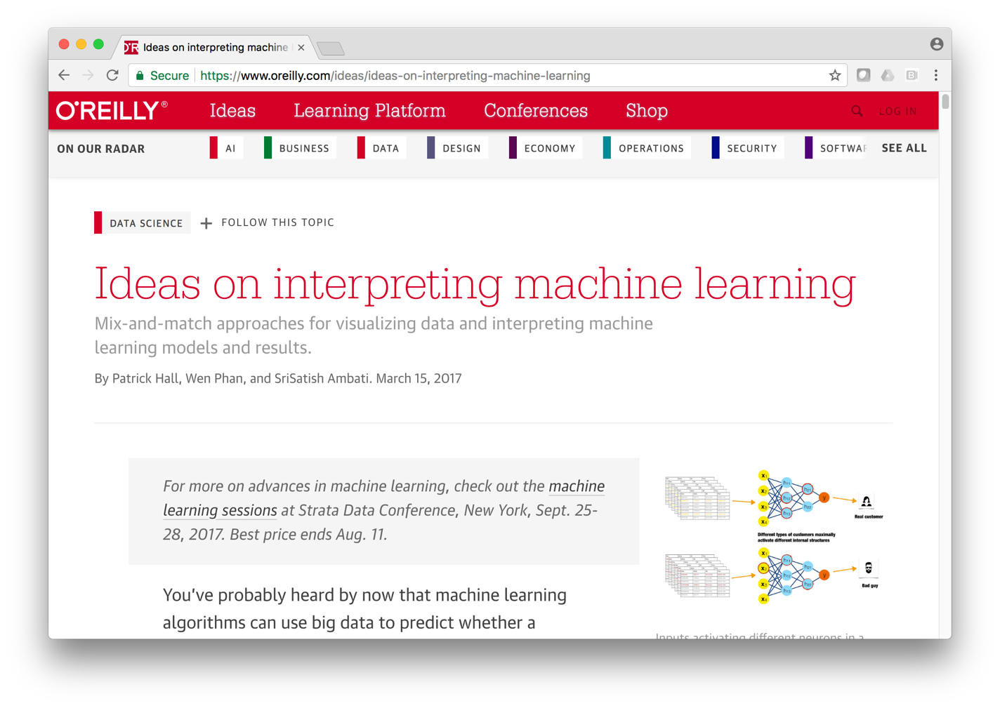 Ideas on interpreting machine
Secure https://www.oreilly.com/ideas/ideas-on-interpreting-machine-learning
O'REILLY® Ideas Learning Platform Conferences Shop LOG IN
ON OUR RADAR AI BUSINESS DATA DESIGN ECONOMY OPERATIONS SECURITY SOFTWAR SEE ALL
DATA SCIENCE + FOLLOW THIS TOPIC
Ideas on interpreting machine learning
Mix-and-match approaches for visualizing data and interpreting machine
learning models and results.
By Patrick Hall, Wen Phan, and SriSatish Ambati. March 15, 2017
For more on advances in machine learning, check out the machine
learning sessions at Strata Data Conference, New York, Sept. 25-
28, 2017. Best price ends Aug. 11.
You've probably heard by now that machine learning
algorithms can use big data to predict whether a
Real customer
Different types of customers maximally
activate different internal structures
Bad guy
Inputs activating different neurons in a